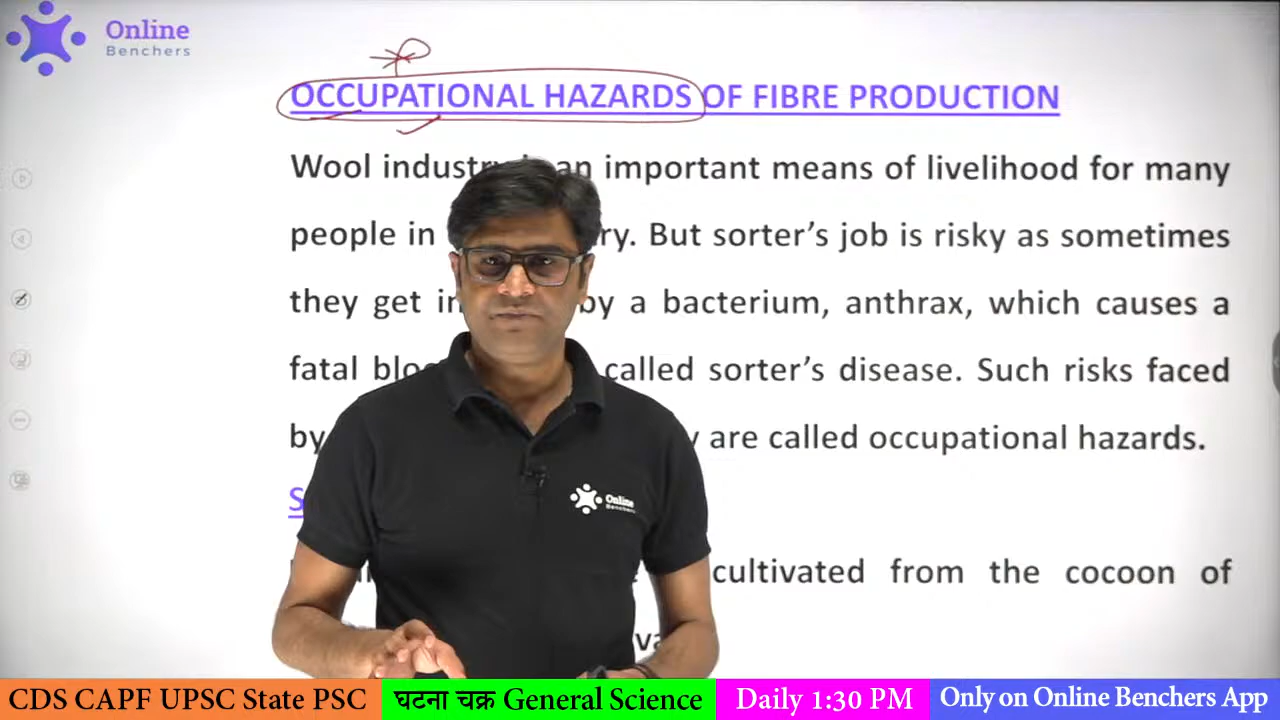 Online
Benchers
OCCUPATIONAL HAZARDS OF FIBRE PRODUCTION
Wool industry is an important means of livelihood for many
people in ry. But sorter’s job is risky as sometimes
they get in by a bacterium, anthrax, which causes a
fatal bloo called sorter’s disease. Such risks faced
by y are called occupational hazards.
S
cultivated from the cocoon of
Online
Benchers
CDS CAPF UPSC State PSC
घटना चक्र General Science
Daily 1:30 PM
Only on Online Benchers App